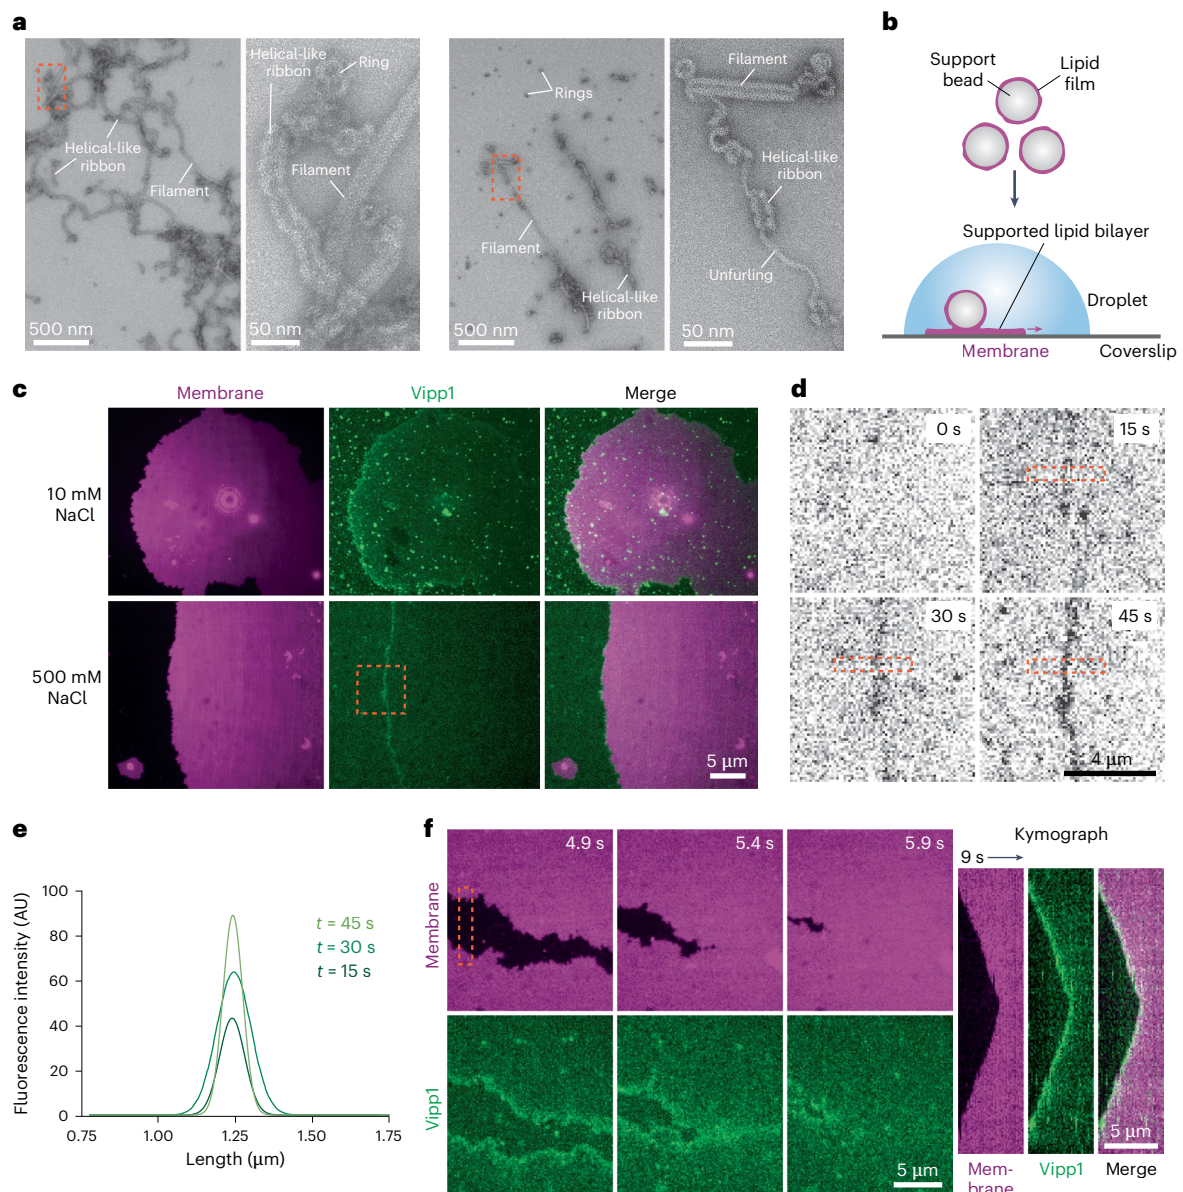 a
Helical-like
ribbon
Filament
500 nm
Helical-like
ribbon
Ring
Filament
50 nm
Rings
Filament
Helical-like
ribbon
500 nm
Filament
Helical-like
ribbon
Unfurling
50 nm
b
Support
bead
Lipid
film
Supported lipid bilayer
Droplet
Membrane
Coverslip
c
Membrane
Vipp1
Merge
10 mM
NaCl
500 mM
NaCl
5 µm
d
0 s
15 s
30 s
45 s
4 µm
e
Fluorescence intensity (AU)
100
80
60
40
20
0
t = 45 s
t = 30 s
t = 15 s
0.75
1.00
1.25
1.50
1.75
Length (µm)
f
Membrane
4.9 s
5.4 s
5.9 s
Vipp1
5 µm
Kymograph
9 s
5 µm
Mem-
brane
Vipp1
Merge